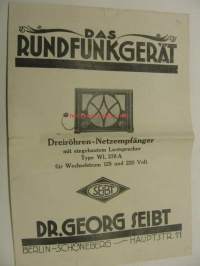 DAS
RUNDFUNKGERÄT
Dreiröhren-Netzempfänger
mit eingebautem Lautsprecher
Type WL 378 A
für Wechselstrom 125 und 220 Volt
SEIBT
DR. GEORG SEIBT
BERLIN-SCHÖNEBERG HAUPTSTR. 11